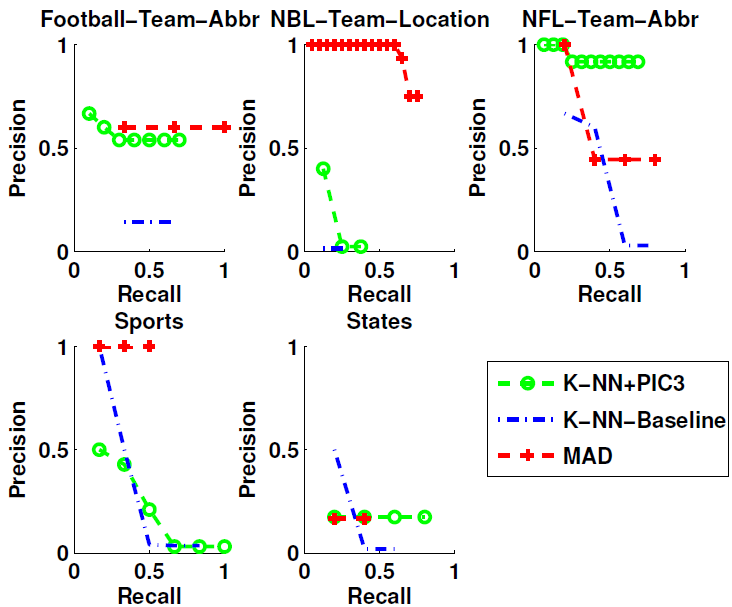 Football-Team-Abbr
NBL-Team-Location
NFL-Team-Abbr
1
0.5
0
0
0.5
1
Precision
Recall
1
0.5
0
0
0.5
1
Precision
Recall
1
0.5
0
0
0.5
1
Precision
Recall
Sports
States
1
0.5
0
0
0.5
1
Precision
Recall
1
0.5
0
0
0.5
1
Precision
Recall
K-NN+PIC3
K-NN-Baseline
MAD